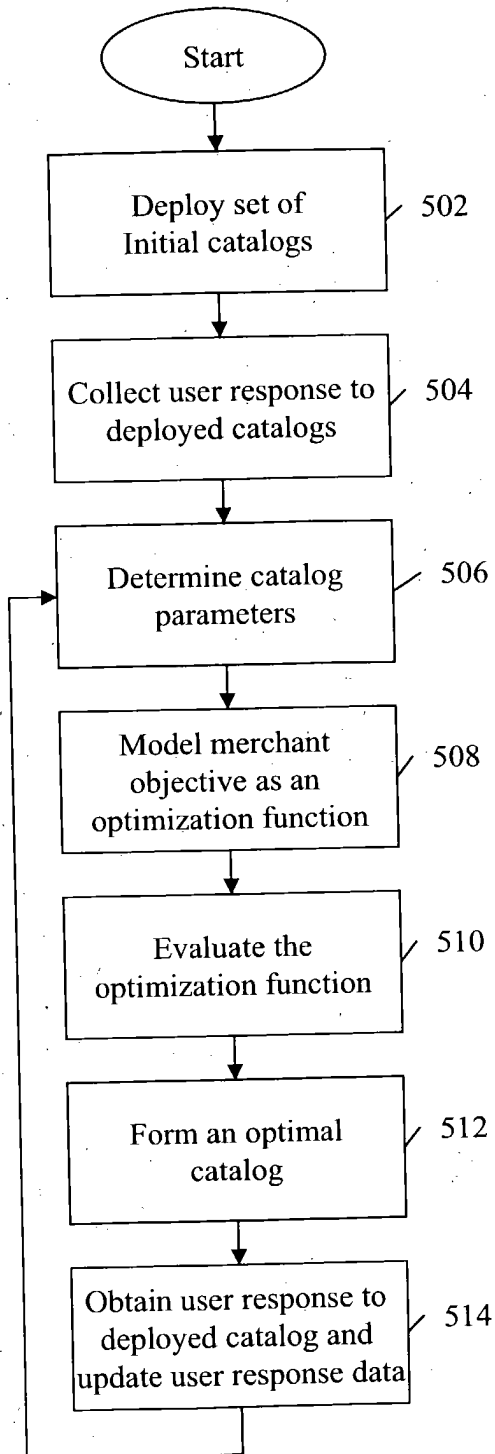 Start
Deploy set of
Initial catalogs
502
Collect user response to
deployed catalogs
504
Determine catalog
parameters
506
Model merchant
objective as an
optimization function
508
Evaluate the
optimization function
510
Form an optimal
catalog
512
Obtain user response to
deployed catalog and
update user response data
514